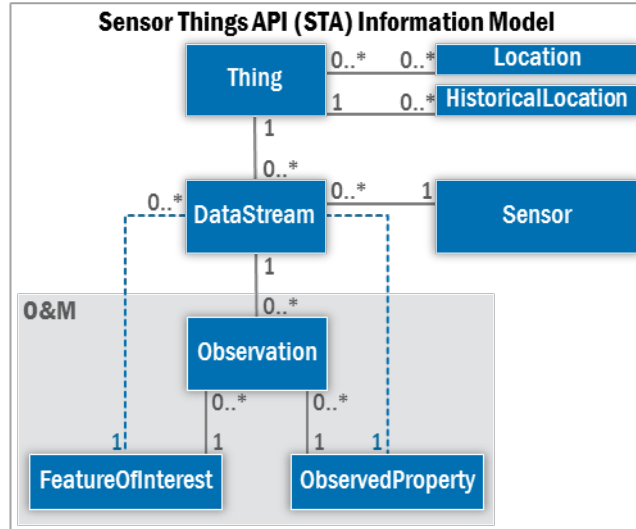 Sensor Things API (STA) Information Model
Thing
0..*
0..*
Location
1
0..*
HistoricalLocation
1
0..*
0..*
DataStream
0..*
1
Sensor
1
O&M
0..*
Observation
0..*
0..*
1
1
1
1
FeatureOfInterest
ObservedProperty